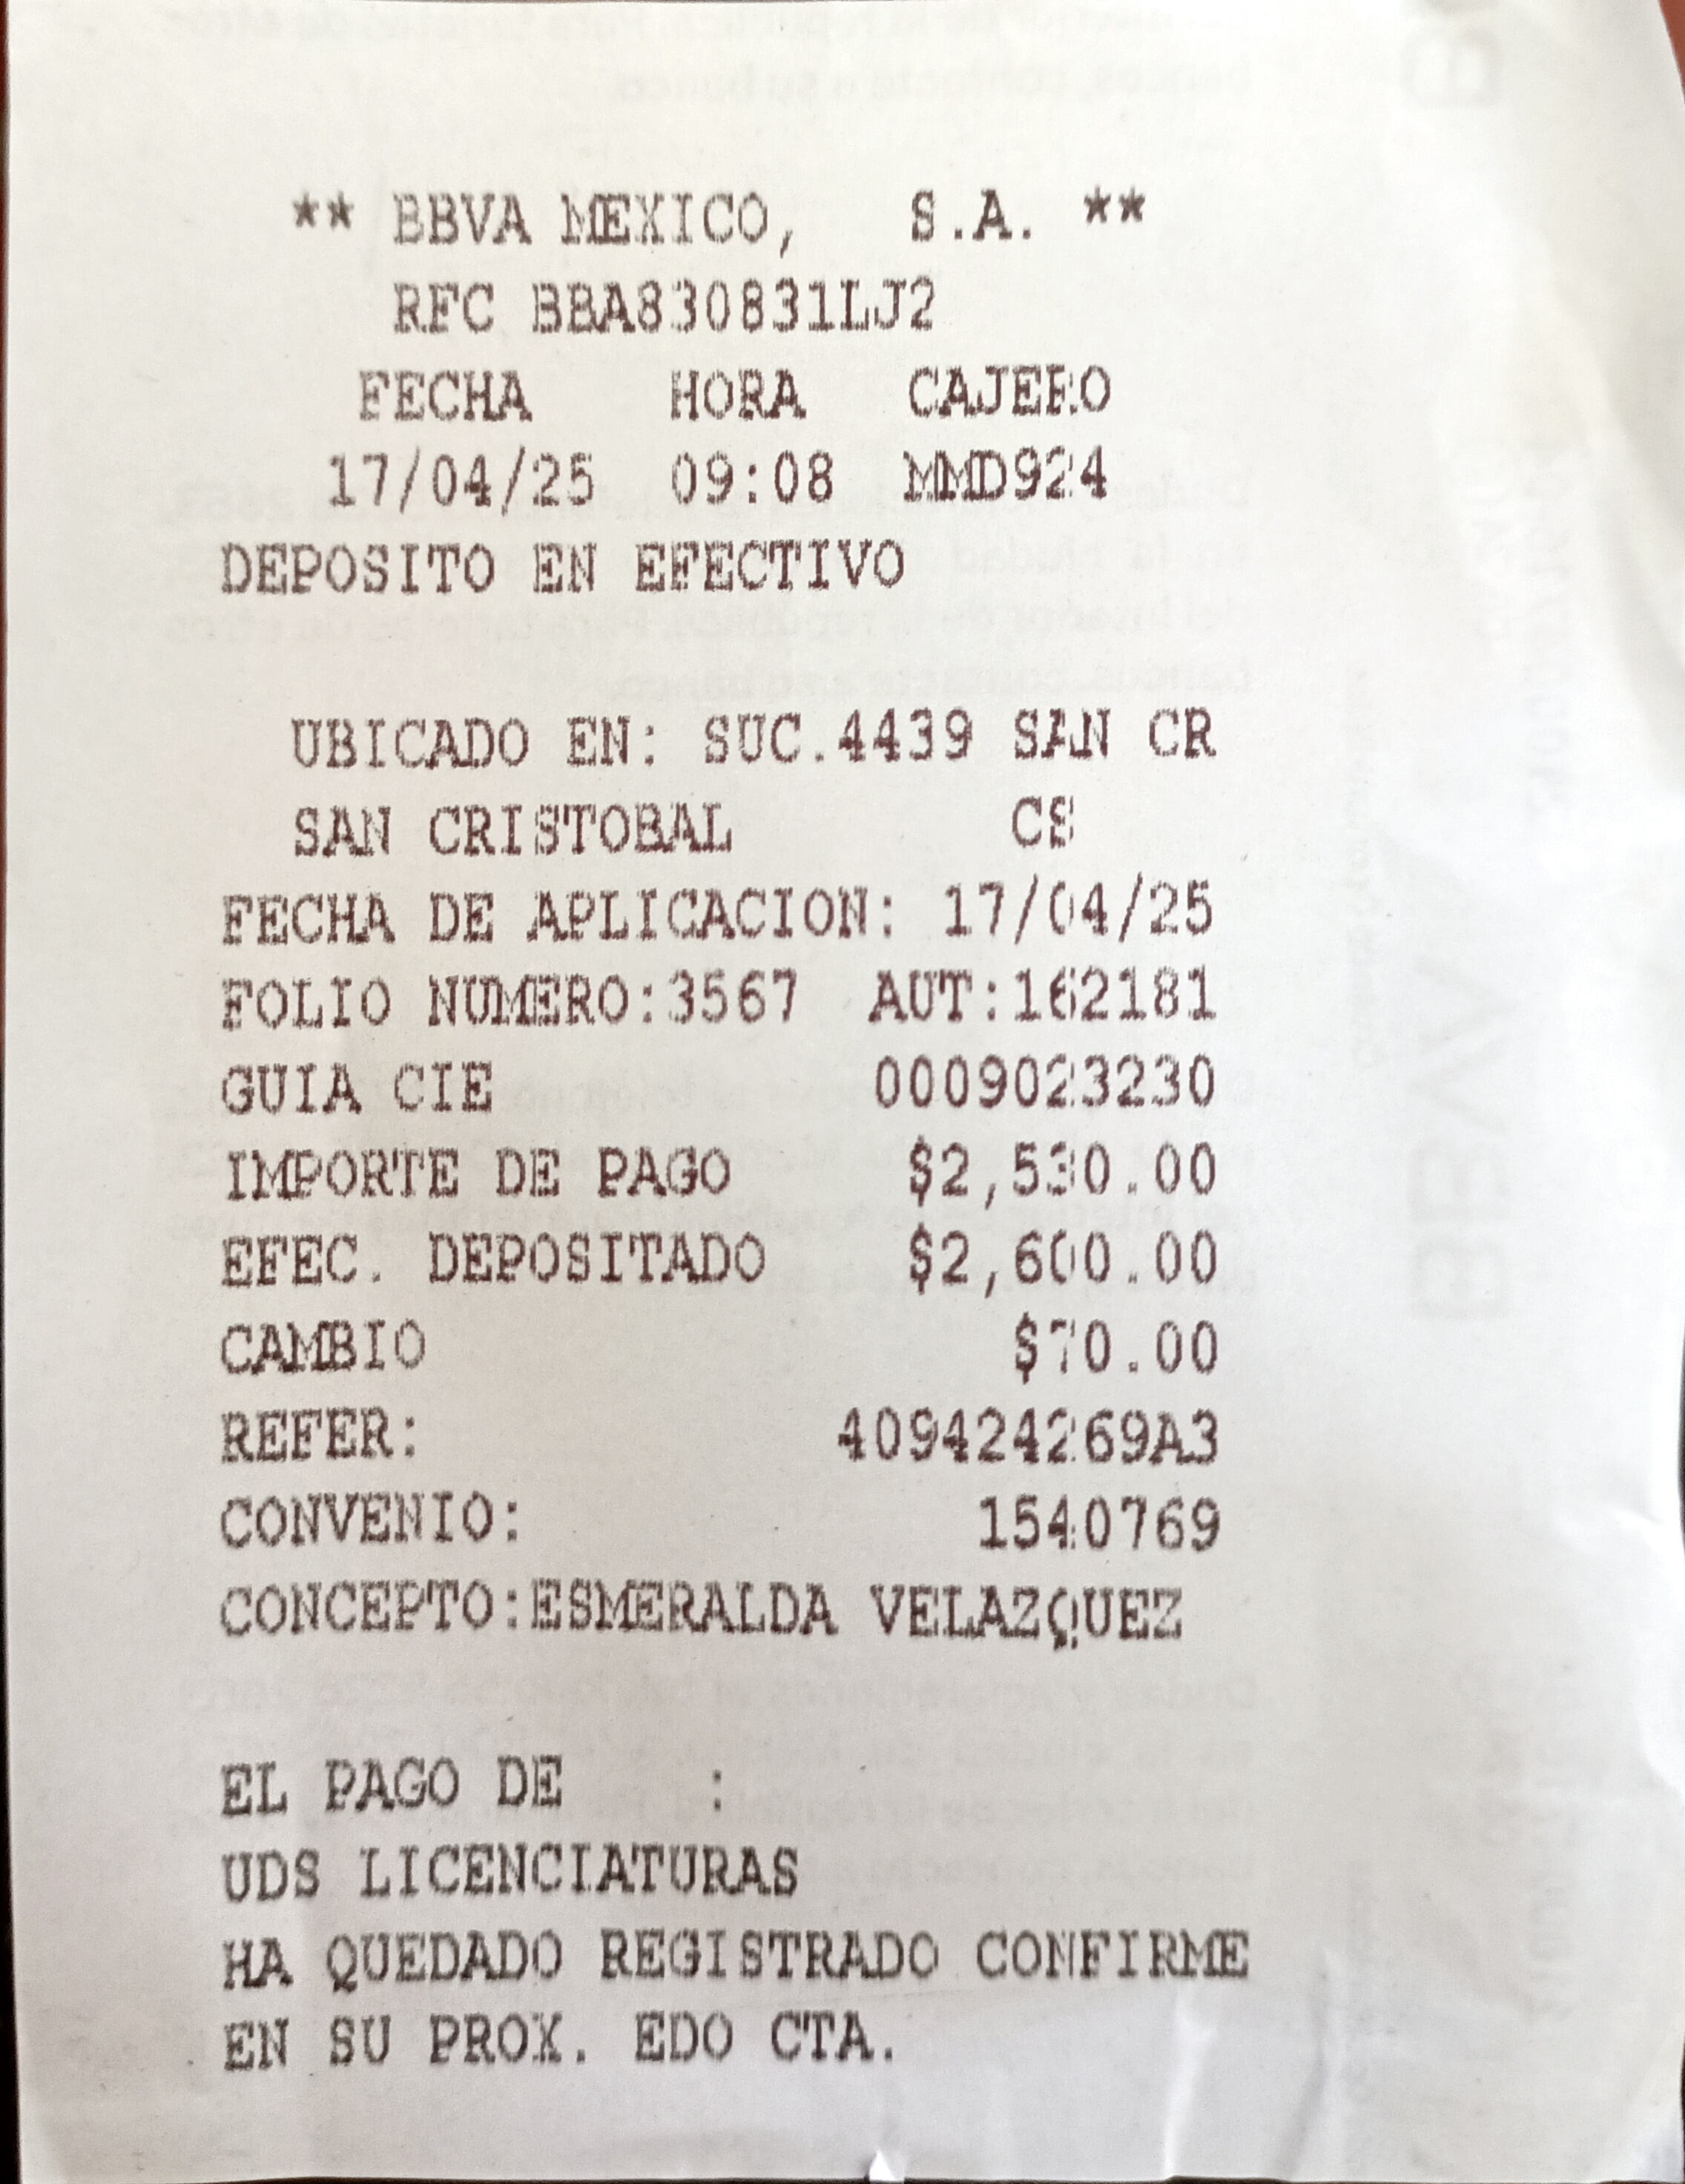 ** BBVA MEXICO, S.A. **
RFC BBA830831LJ2
FECHA HORA CAJERO
17/04/25 09:08 MMD924
DEPOSITO EN EFECTIVO
UBICADO EN: SUC.4439 SAN CR
SAN CRISTOBAL CS
FECHA DE APLICACION: 17/04/25
FOLIO NUMERO:3567 AUT:162181
GUIA CIE 0009023230
IMPORTE DE PAGO $2,530.00
EFEC. DEPOSITADO $2,600.00
CAMBIO $70.00
REFER: 409424269A3
CONVENIO: 1540769
CONCEPTO:ESMERALDA VELAZQUEZ
EL PAGO DE :
UDS LICENCIATURAS
HA QUEDADO REGISTRADO CONFIRME
EN SU PROX. EDO CTA.